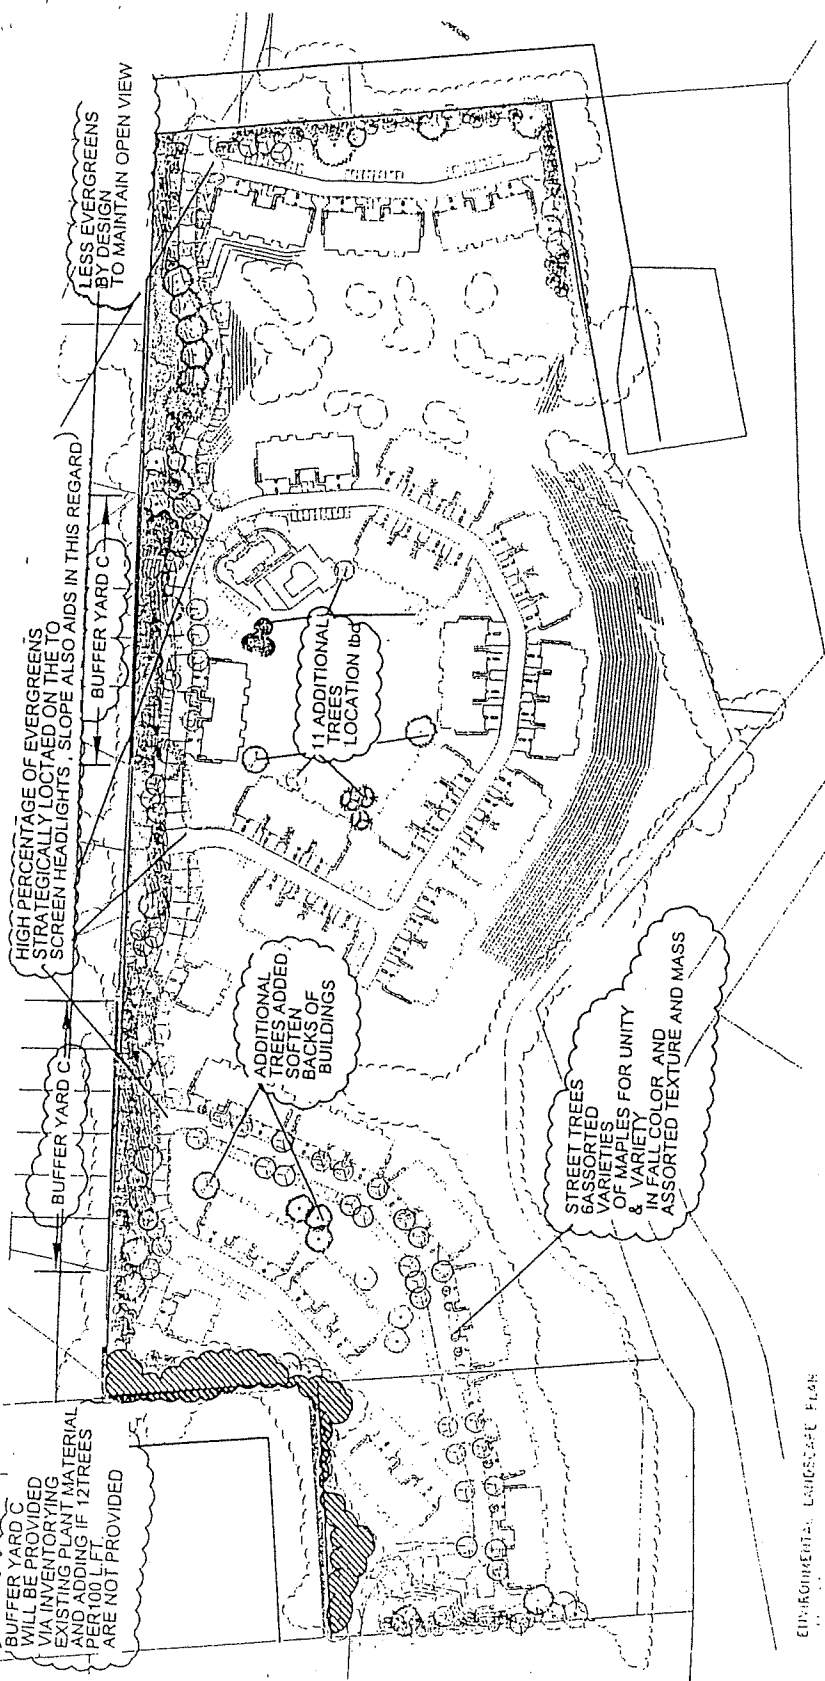 BUFFER YARD C
WILL BE PROVIDED
VIA INVENTORYING
EXISTING PLANT MATERIAL
AND ADDING IF 12TREES
PER100 L.FT.
ARE NOT PROVIDED
BUFFER YARD C
HIGH PERCENTAGE OF EVERGREENS
STRATEGICALLY LOCTAED ON THE TO
SCREEN HEADLIGHTS, SLOPE ALSO AIDS IN THIS REGARD
BUFFER YARD C
LESS EVERGREENS
BY DESIGN
TO MAINTAIN OPEN VIEW
ADDITIONAL
TREES ADDED
SOFTEN
BACKS OF
BUILDINGS
11 ADDITIONAL
TREES
LOCATION tbd
STREET TREES
6ASSORTED
VARIETIES
OF MAPLES FOR UNITY
& VARIETY
IN FALL COLOR AND
ASSORTED TEXTURE AND MASS
ENVIRONMENTAL LANDSCAPE PLAN